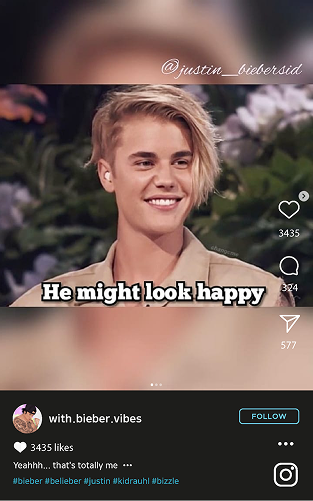 @justin__biebersid
He might look happy
3435
324
577
with.bieber.vibes
FOLLOW
3435 likes
Yeahhh... that's totally me ...
#bieber #belieber #justin #kidrauhl #bizzle